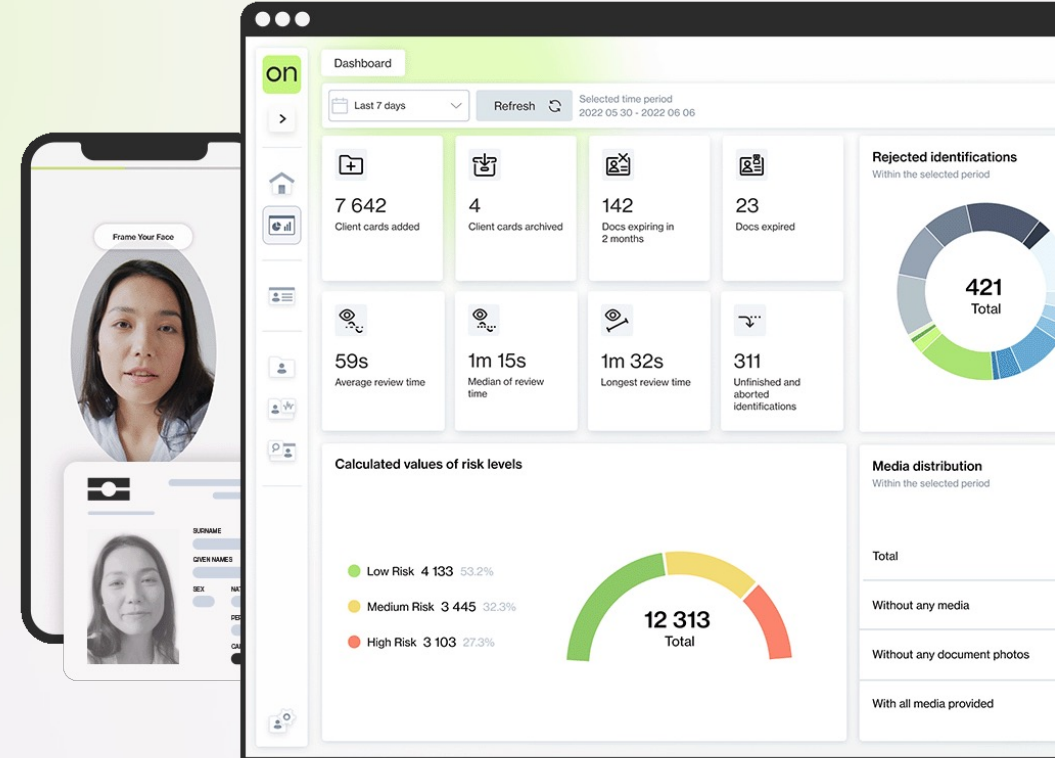 on
Dashboard
Last 7 days
Refresh
Selected time period
2022 05 30 - 2022 06 06
7 642
Client cards added
4
Client cards archived
142
Docs expiring in
2 months
23
Docs expired
59s
Average review time
1m 15s
Median of review
time
1m 32s
Longest review time
311
Unfinished and
aborted
identifications
Rejected identifications
Within the selected period
421
Total
Calculated values of risk levels
Low Risk 4 133 53.2%
Medium Risk 3 445 32.3%
High Risk 3 103 27.3%
12 313
Total
Media distribution
Within the selected period
Total
Without any media
Without any document photos
With all media provided
Frame Your Face
SURNAME
GIVEN NAMES
SEX